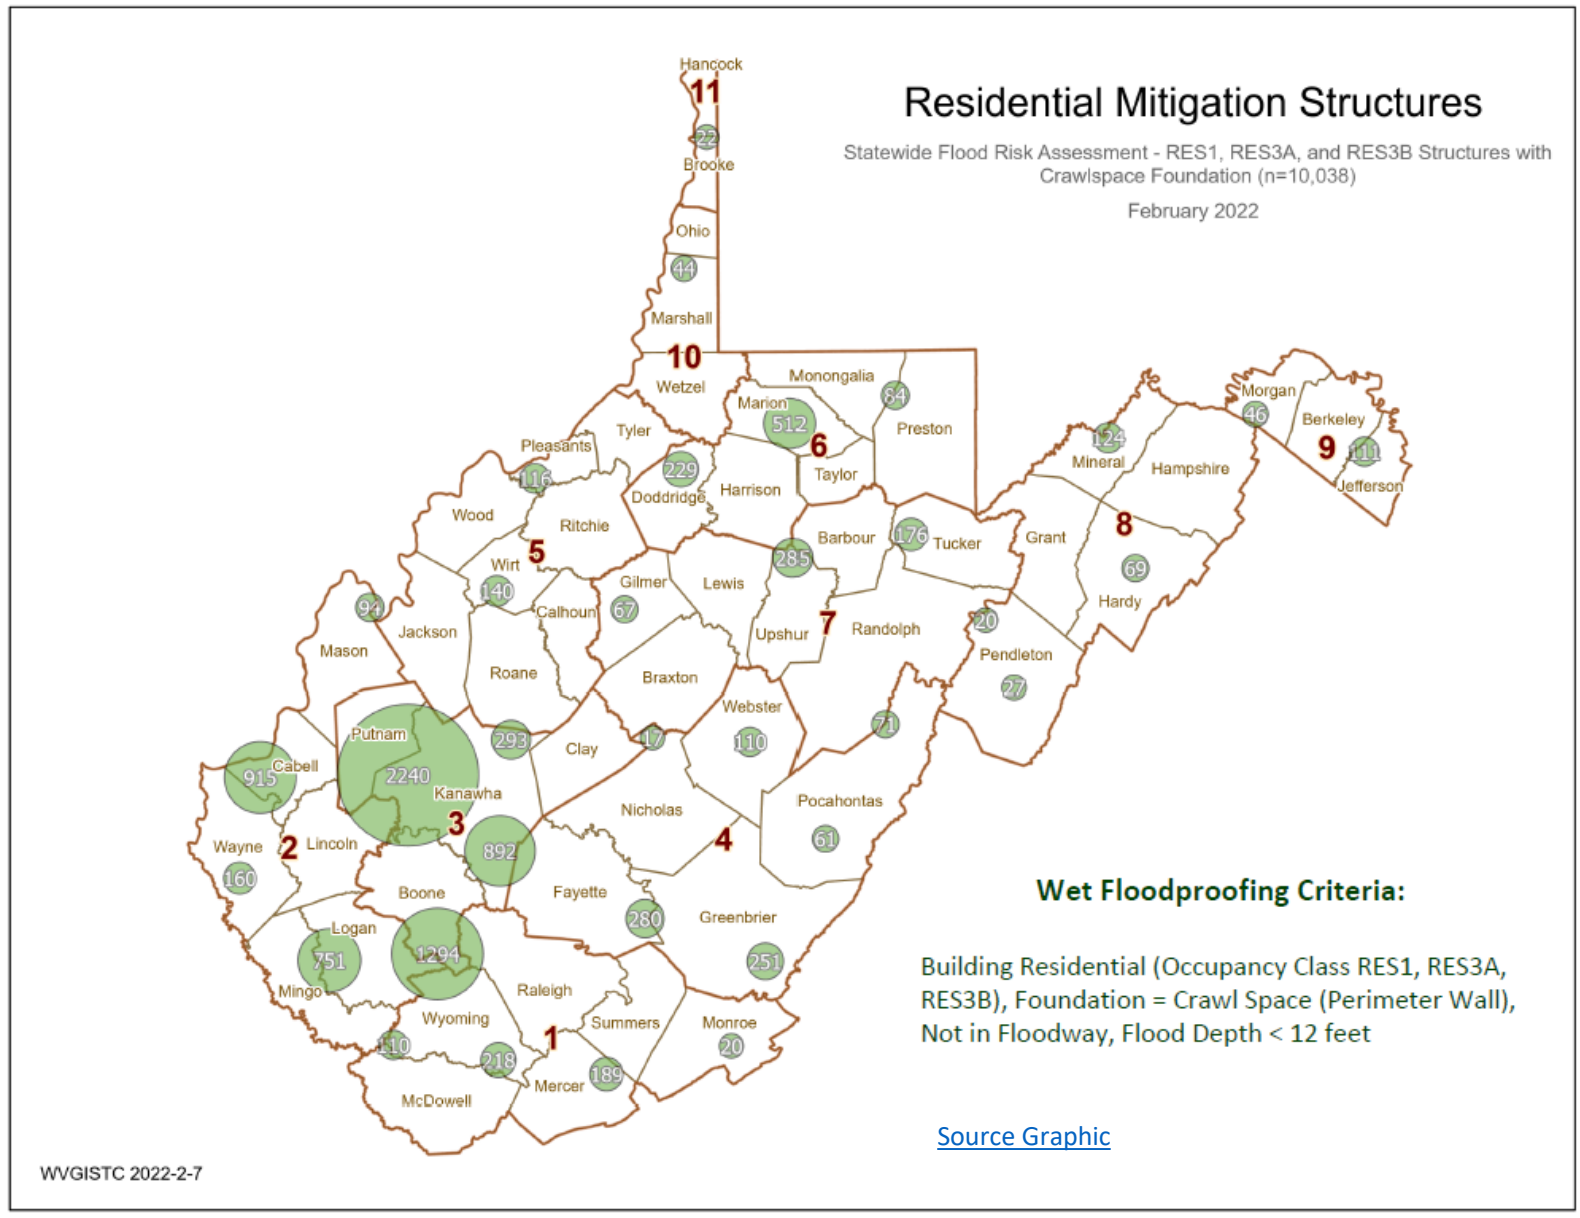 Residential Mitigation Structures
Statewide Flood Risk Assessment - RES1, RES3A, and RES3B Structures with
Crawlspace Foundation (n=10,038)
February 2022
Hancock
11
22
Brooke
Ohio
44
Marshall
10
Wetzel
Monongalia
84
Marion
512
6
Preston
Tyler
Pleasants
116
229
Doddridge
Harrison
Taylor
Morgan
46
Berkeley
9
111
Jefferson
124
Mineral
Hampshire
Wood
Ritchie
5
Wirt
140
Calhoun
Gilmer
67
Lewis
285
Barbour
176
Tucker
Grant
8
69
Hardy
94
Jackson
Mason
Roane
Braxton
Upshur
7
Randolph
20
Pendleton
27
Webster
110
71
Putnam
2240
Kanawha
3
293
Clay
17
Cabell
915
Nicholas
4
Pocahontas
61
892
Wayne
2
Lincoln
160
Boone
Fayette
280
Greenbrier
251
Logan
751
1294
Mingo
Raleigh
Wyoming
1
Summers
Monroe
20
110
218
Mercer
189
McDowell
Wet Floodproofing Criteria:
Building Residential (Occupancy Class RES1, RES3A,
RES3B), Foundation = Crawl Space (Perimeter Wall),
Not in Floodway, Flood Depth < 12 feet
Source Graphic
WVGISTC 2022-2-7